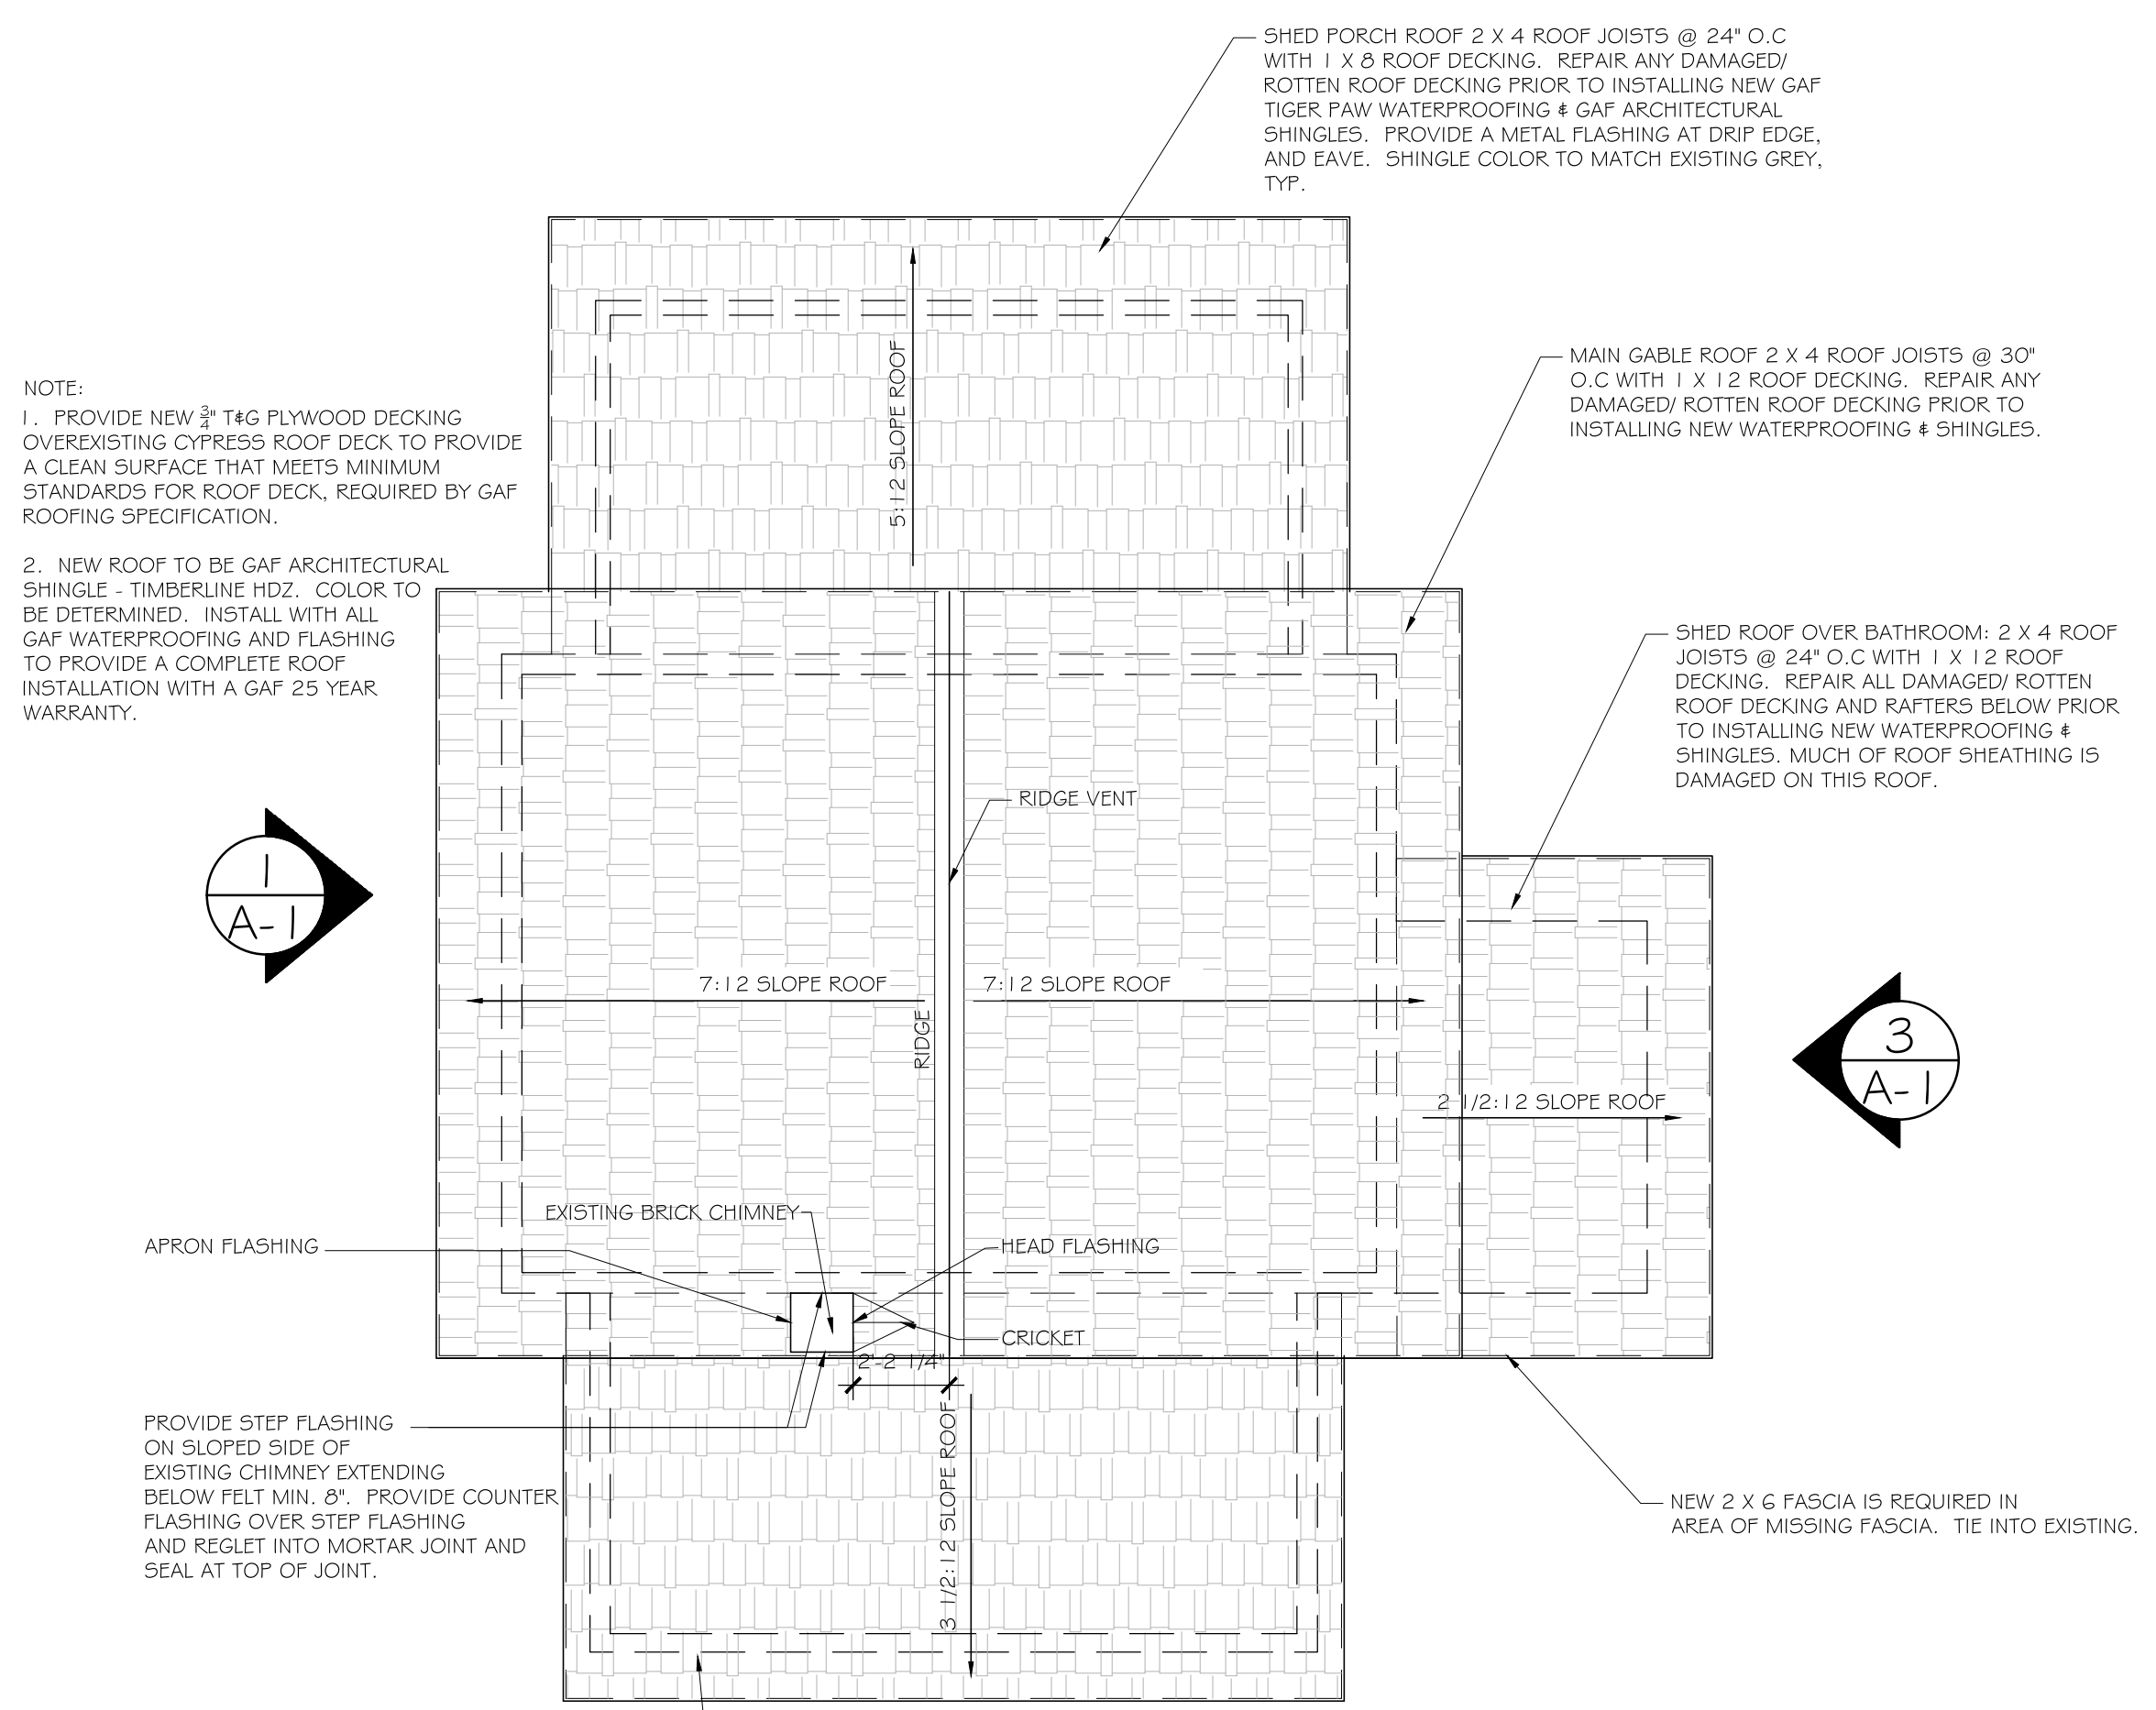 SHED PORCH ROOF 2 X 4 ROOF JOISTS @ 24" O.C
WITH 1 X 8 ROOF DECKING.  REPAIR ANY DAMAGED/
ROTTEN ROOF DECKING PRIOR TO INSTALLING NEW GAF
TIGER PAW WATERPROOFING & GAF ARCHITECTURAL
SHINGLES.  PROVIDE A METAL FLASHING AT DRIP EDGE,
AND EAVE.  SHINGLE COLOR TO MATCH EXISTING GREY,
TYP.
MAIN GABLE ROOF 2 X 4 ROOF JOISTS @ 30"
O.C WITH 1 X 12 ROOF DECKING.  REPAIR ANY
DAMAGED/ ROTTEN ROOF DECKING PRIOR TO
INSTALLING NEW WATERPROOFING & SHINGLES.
NOTE:
1.  PROVIDE NEW 3/4" T&G PLYWOOD DECKING
OVEREXISTING CYPRESS ROOF DECK TO PROVIDE
A CLEAN SURFACE THAT MEETS MINIMUM
STANDARDS FOR ROOF DECK, REQUIRED BY GAF
ROOFING SPECIFICATION.
2.  NEW ROOF TO BE GAF ARCHITECTURAL
SHINGLE - TIMBERLINE HDZ.  COLOR TO
BE DETERMINED.  INSTALL WITH ALL
GAF WATERPROOFING AND FLASHING
TO PROVIDE A COMPLETE ROOF
INSTALLATION WITH A GAF 25 YEAR
WARRANTY.
5:12 SLOPE ROOF
SHED ROOF OVER BATHROOM: 2 X 4 ROOF
JOISTS @ 24" O.C WITH 1 X 12 ROOF
DECKING.  REPAIR ALL DAMAGED/ ROTTEN
ROOF DECKING AND RAFTERS BELOW PRIOR
TO INSTALLING NEW WATERPROOFING &
SHINGLES. MUCH OF ROOF SHEATHING IS
DAMAGED ON THIS ROOF.
RIDGE VENT
1
A-1
7:12 SLOPE ROOF
7:12 SLOPE ROOF
RIDGE
3
A-1
2 1/2:12 SLOPE ROOF
EXISTING BRICK CHIMNEY
APRON FLASHING
HEAD FLASHING
CRICKET
2'-2 1/4"
3 1/2:12 SLOPE ROOF
PROVIDE STEP FLASHING
ON SLOPED SIDE OF
EXISTING CHIMNEY EXTENDING
BELOW FELT MIN. 8".  PROVIDE COUNTER
FLASHING OVER STEP FLASHING
AND REGLET INTO MORTAR JOINT AND
SEAL AT TOP OF JOINT.
NEW 2 X 6 FASCIA IS REQUIRED IN
AREA OF MISSING FASCIA.  TIE INTO EXISTING.